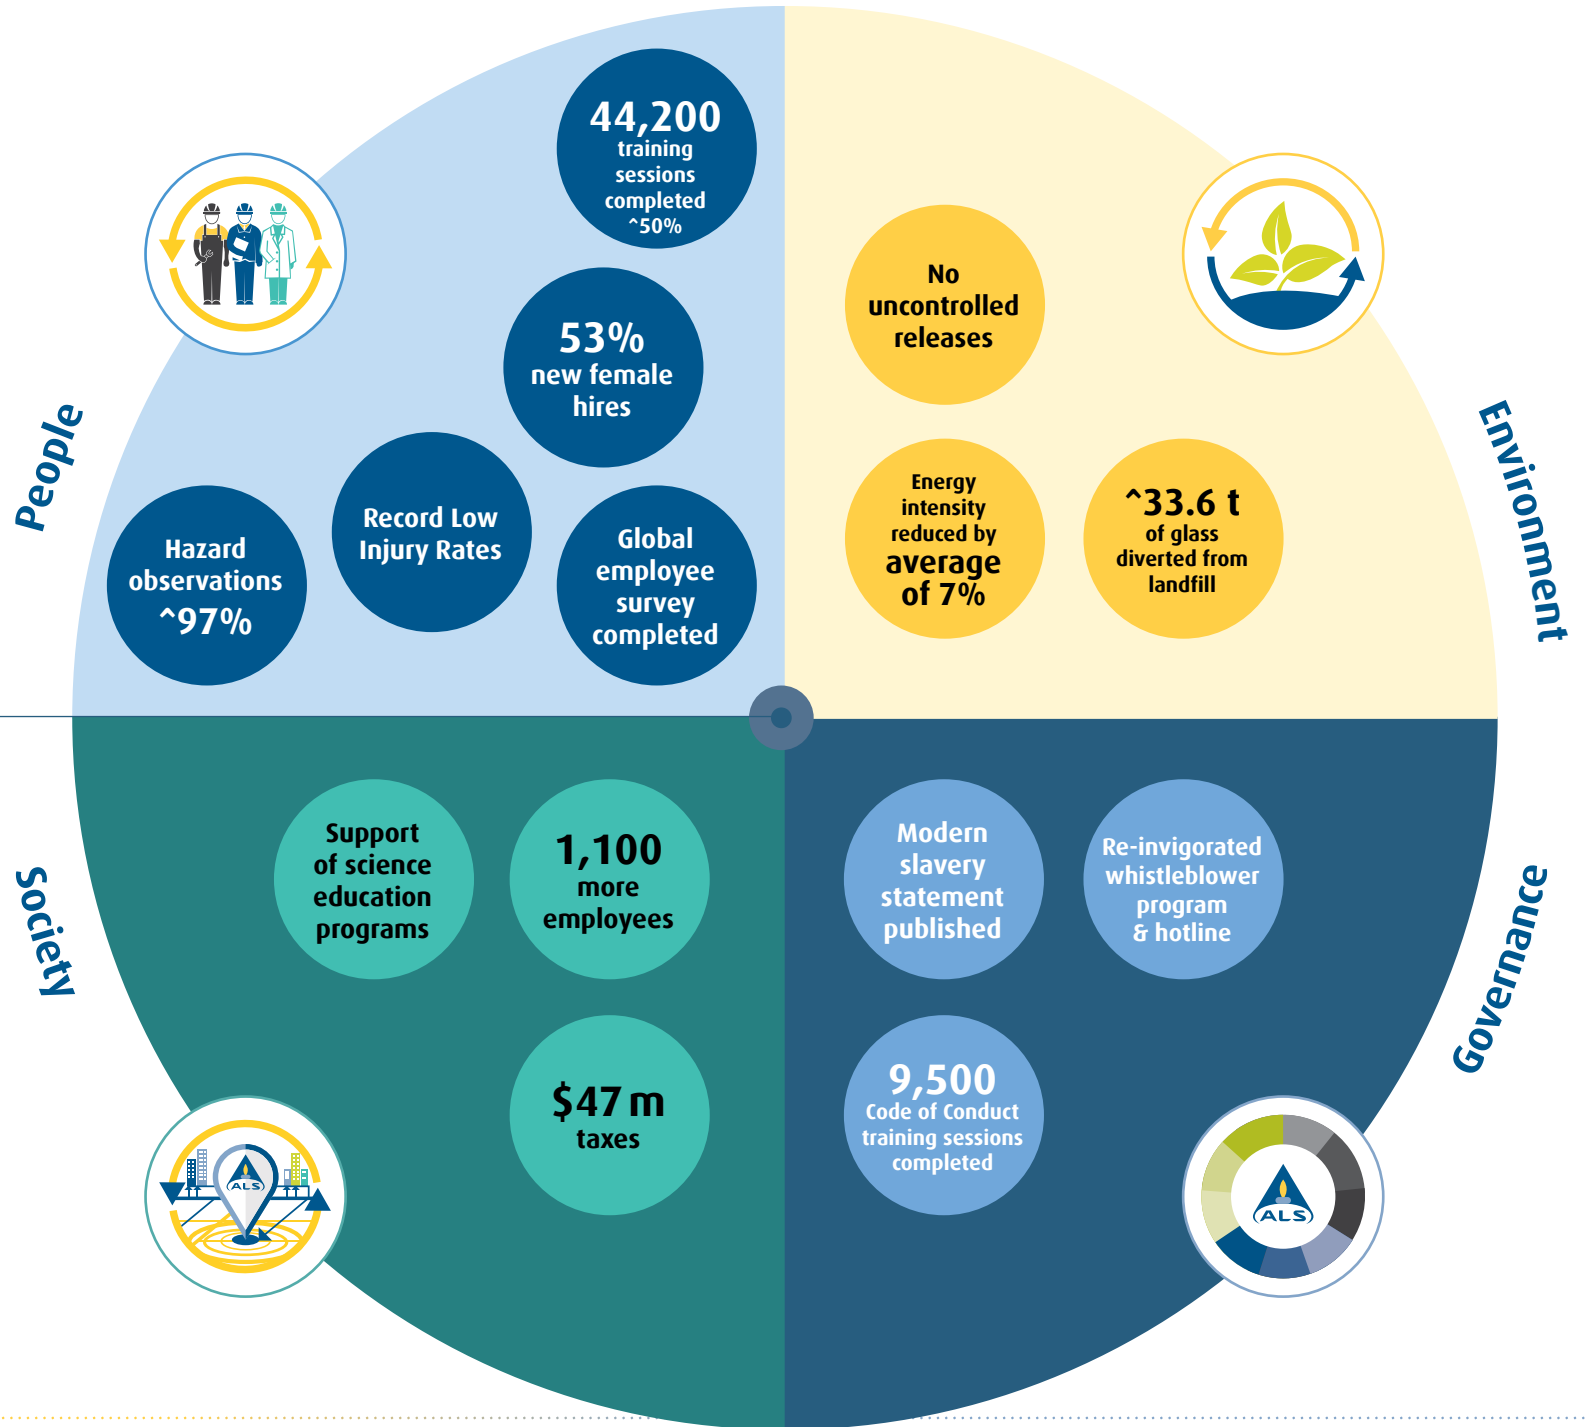 People
44,200
training
sessions
completed
^50%
53%
new female
hires
Record Low
Injury Rates
Hazard
observations
^97%
Global
employee
survey
completed
Environment
No
uncontrolled
releases
Energy
intensity
reduced by
average
of 7%
^33.6 t
of glass
diverted from
landfill
Society
Support
of science
education
programs
1,100
more
employees
$47 m
taxes
ALS
Governance
Modern
slavery
statement
published
Re-invigorated
whistleblower
program
& hotline
9,500
Code of Conduct
training sessions
completed
ALS